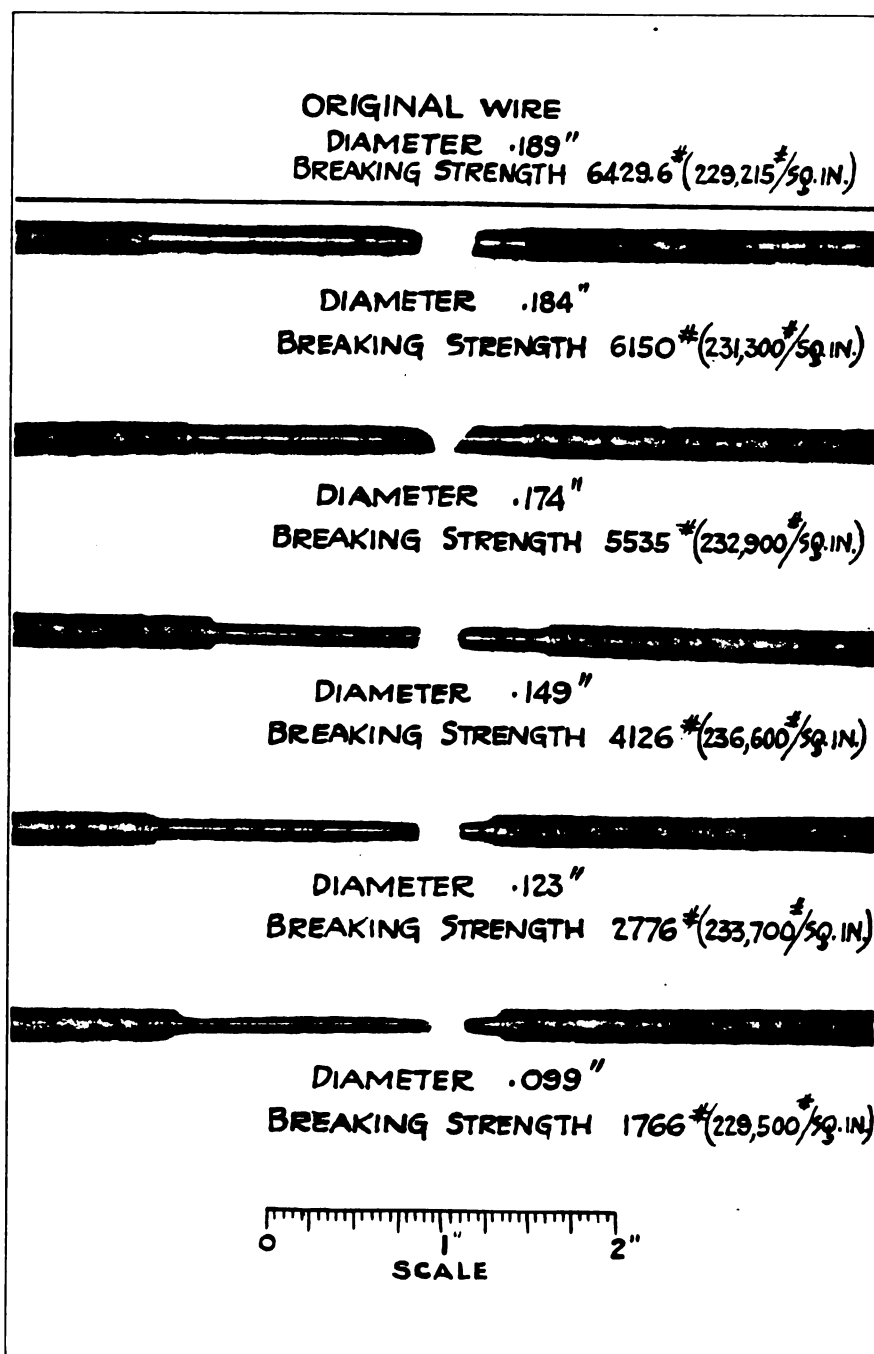 ORIGINAL WIRE
DIAMETER .189"
BREAKING STRENGTH 6429.6# (229,215#/SQ.IN.)
DIAMETER .184"
BREAKING STRENGTH 6150# (231,300#/SQ.IN.)
DIAMETER .174"
BREAKING STRENGTH 5535# (232,900#/SQ.IN.)
DIAMETER .149"
BREAKING STRENGTH 4126# (236,600#/SQ.IN.)
DIAMETER .123"
BREAKING STRENGTH 2776# (233,700#/SQ.IN.)
DIAMETER .099"
BREAKING STRENGTH 1766# (229,500#/SQ.IN.)
0 1" 2"
SCALE